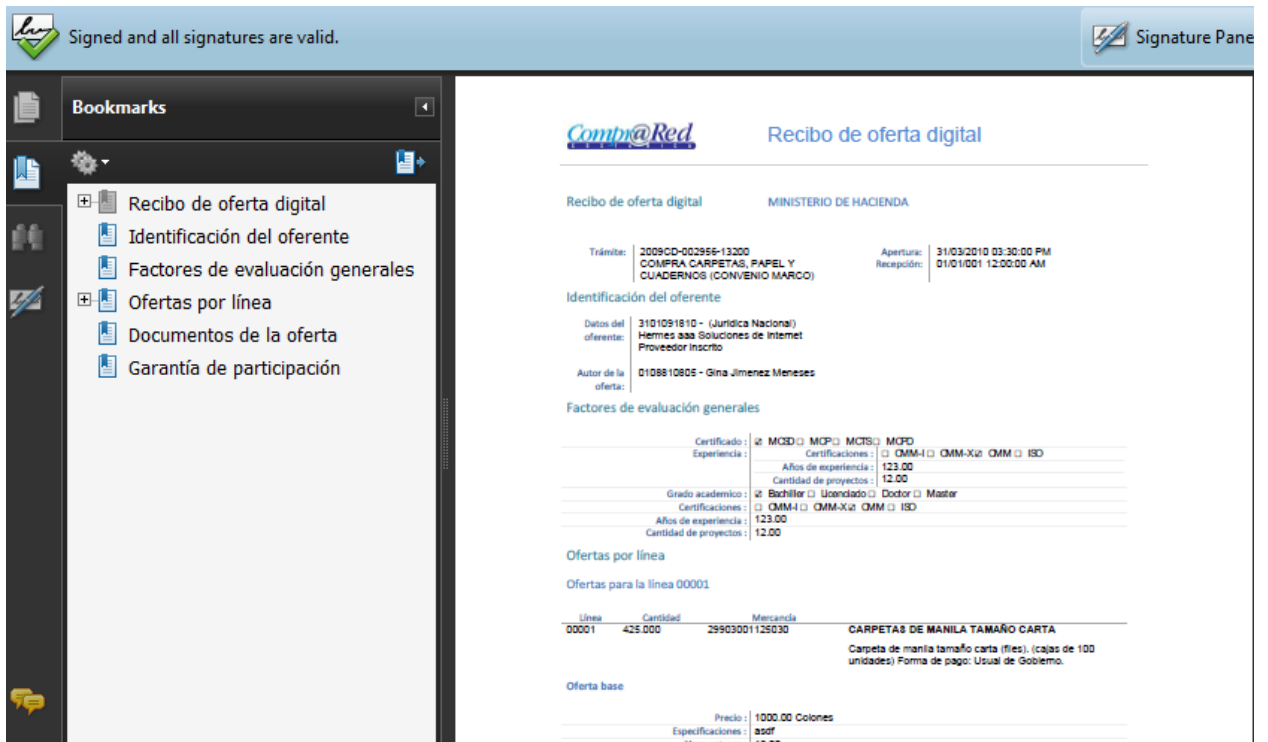 Signed and all signatures are valid.
Signature Pane
Bookmarks
Recibo de oferta digital
Identificación del oferente
Factores de evaluación generales
Ofertas por línea
Documentos de la oferta
Garantía de participación
Compr@Red
Recibo de oferta digital
Recibo de oferta digital MINISTERIO DE HACIENDA
Trámite: 2009CD-002956-13200 Apertura: 31/03/2010 03:30:00 PM
COMPRA CARPETAS, PAPEL Y Recepción: 01/01/001 12:00:00 AM
CUADERNOS (CONVENIO MARCO)
Identificación del oferente
Datos del 3101091810 - (Juridica Nacional)
oferente: Hermes aaa Soluciones de Internet
Proveedor Inscrito
Autor de la 0108810805 - Gina Jimenez Meneses
oferta:
Factores de evaluación generales
Certificado : ☑ MCSD ☐ MCP ☐ MCTS ☐ MCPD
Experiencia : Certificaciones : ☐ CMM-I ☐ CMM-X ☑ CMM ☐ ISO
Años de experiencia : 123.00
Cantidad de proyectos : 12.00
Grado academico : ☑ Bachiller ☐ Licenciado ☐ Doctor ☐ Master
Certificaciones : ☐ CMM-I ☐ CMM-X ☑ CMM ☐ ISO
Años de experiencia : 123.00
Cantidad de proyectos : 12.00
Ofertas por línea
Ofertas para la línea 00001
Línea Cantidad Mercancía
00001 425.000 29903001125030 CARPETAS DE MANILA TAMAÑO CARTA
Carpeta de manila tamaño carta (files). (cajas de 100
unidades) Forma de pago: Usual de Gobierno.
Oferta base
Precio : 1000.00 Colones
Especificaciones : asdf